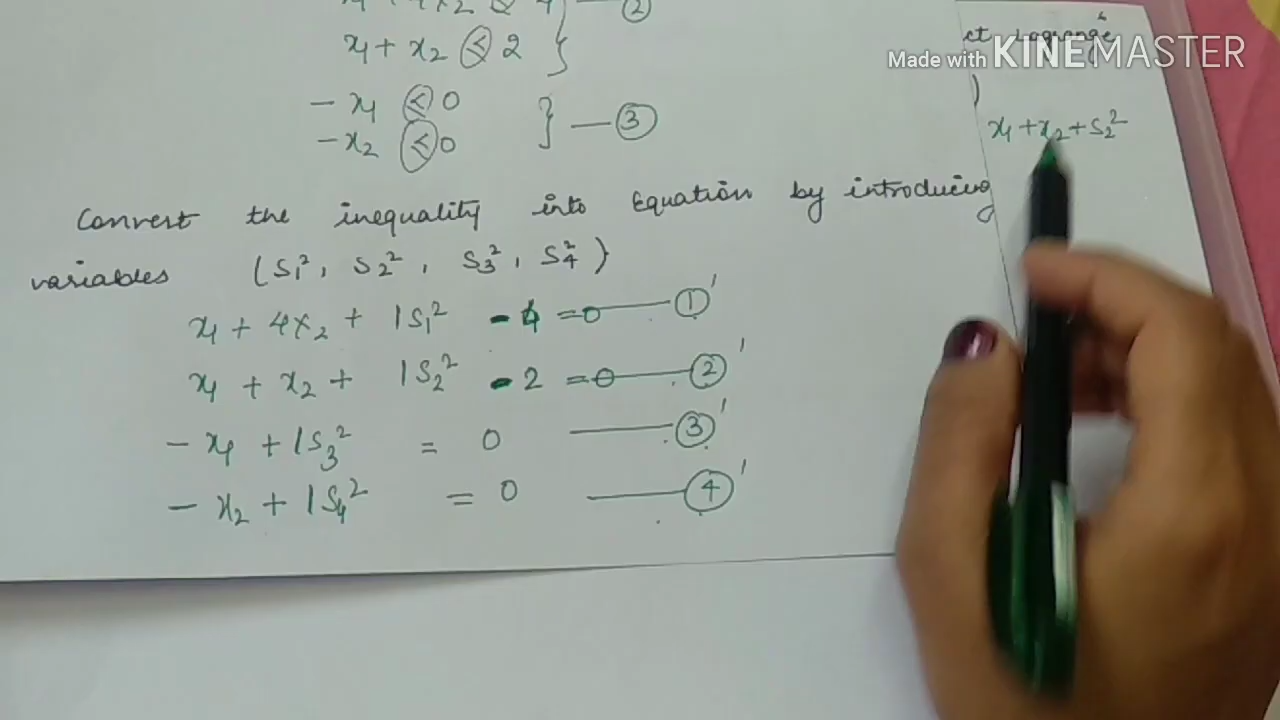 x₁ + x₂ ≤ 2 }
- x₁ ≤ 0
- x₂ ≤ 0 } — ③
Convert the inequality into Equation by introducing
variables (S₁², S₂², S₃², S₄²)
x₁ + 4x₂ + 1S₁² - 4 = 0 — ①'
x₁ + x₂ + 1S₂² - 2 = 0 — ②'
- x₁ + 1S₃² = 0 — ③'
- x₂ + 1S₄² = 0 — ④'
et Lagrange
)
x₁ + x₂ + S₂²
Made with KINEMASTER